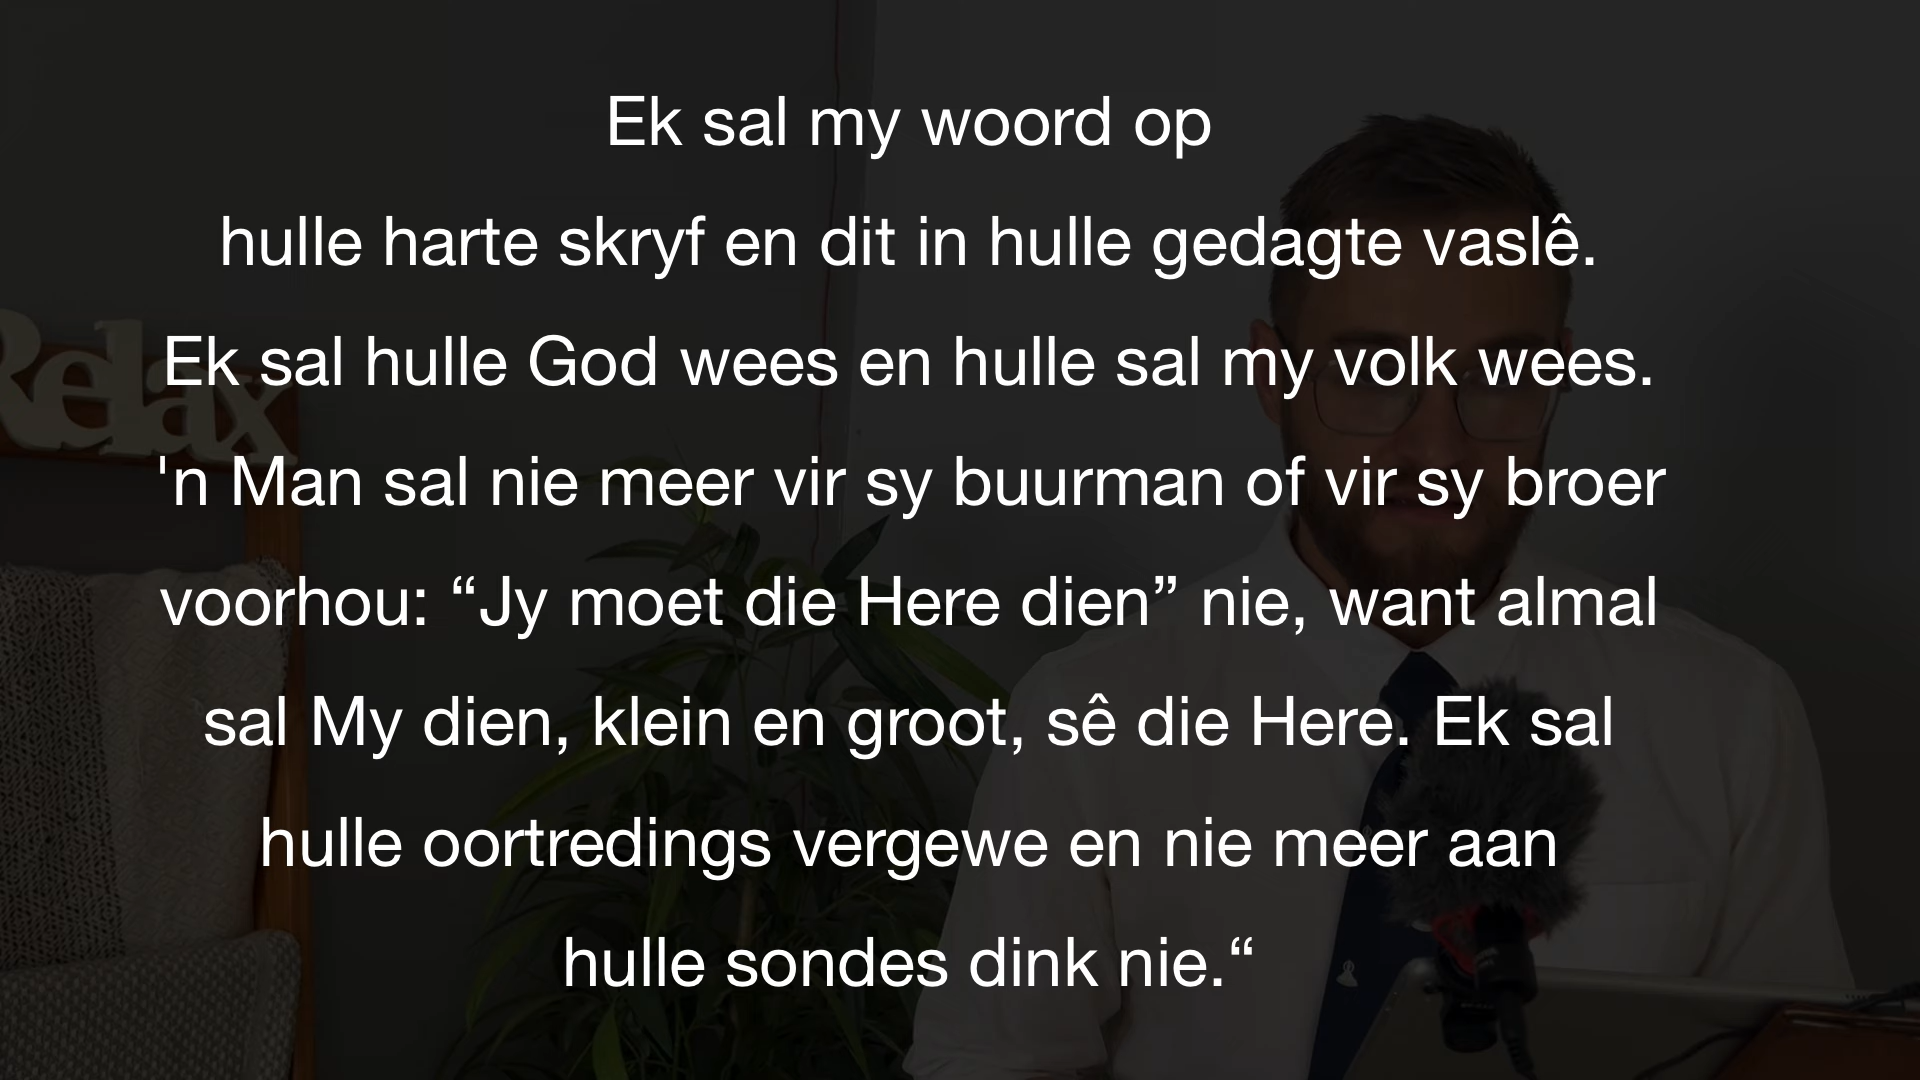 Ek sal my woord op
hulle harte skryf en dit in hulle gedagte vaslê.
Ek sal hulle God wees en hulle sal my volk wees.
'n Man sal nie meer vir sy buurman of vir sy broer
voorhou: “Jy moet die Here dien” nie, want almal
sal My dien, klein en groot, sê die Here. Ek sal
hulle oortredings vergewe en nie meer aan
hulle sondes dink nie.“
Relax